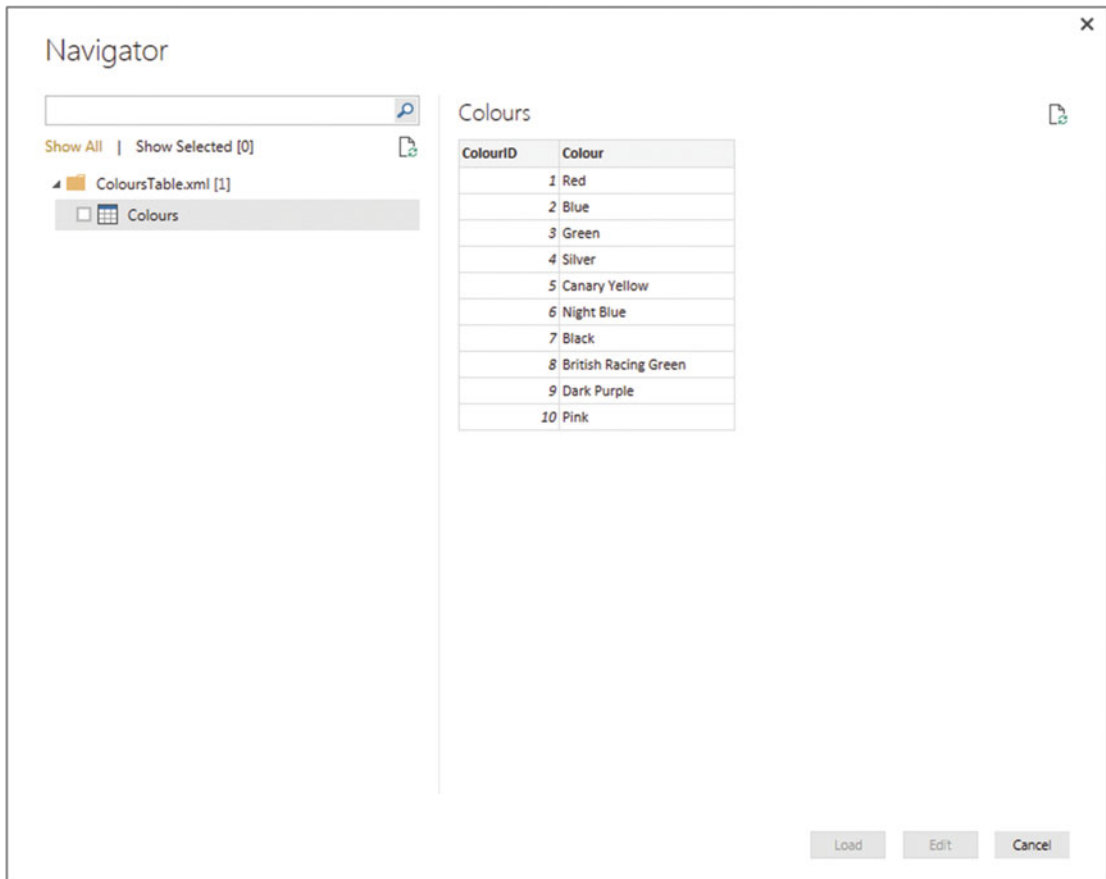 Navigator
Show All | Show Selected [0]
ColoursTable.xml [1]
Colours
Colours
ColourID Colour
1 Red
2 Blue
3 Green
4 Silver
5 Canary Yellow
6 Night Blue
7 Black
8 British Racing Green
9 Dark Purple
10 Pink
Load Edit Cancel